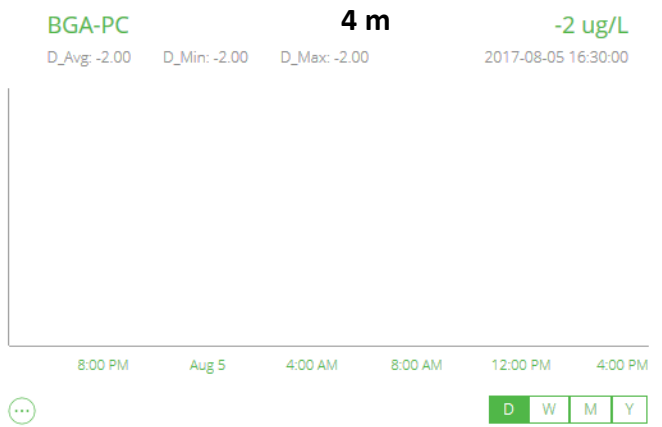 BGA-PC 4 m -2 ug/L
D_Avg: -2.00 D_Min: -2.00 D_Max: -2.00 2017-08-05 16:30:00
8:00 PM Aug 5 4:00 AM 8:00 AM 12:00 PM 4:00 PM
D W M Y